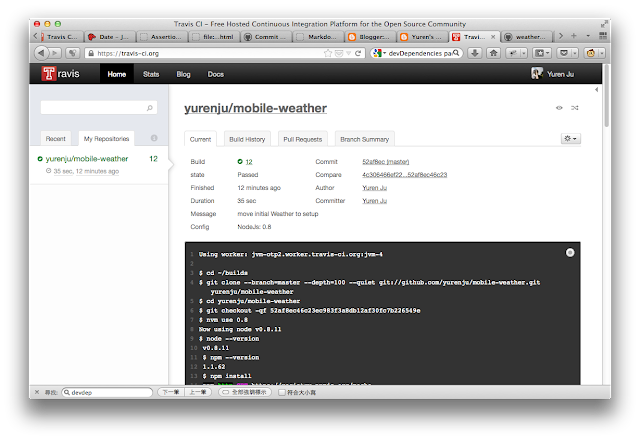 Travis CI – Free Hosted Continuous Integration Platform for the Open Source Community
Travis C... Date – J... Assertio... file:...html Commit ... Markdo... Blogger:... Yuren's ... Travi... weather...
https://travis-ci.org
devDependencies pa
Travis
Home Stats Blog Docs
Yuren Ju
Recent My Repositories
yurenju/mobile-weather 12
35 sec, 12 minutes ago
yurenju/mobile-weather
Current Build History Pull Requests Branch Summary
Build 12 Commit 52af8ec (master)
state Passed Compare 4c306466ef22...52af8ec46c23
Finished 12 minutes ago Author Yuren Ju
Duration 35 sec Committer Yuren Ju
Message move initial Weather to setup
Config NodeJs: 0.8
1 Using worker: jvm-otp2.worker.travis-ci.org:jvm-4
2
3 $ cd ~/builds
4 $ git clone --branch=master --depth=100 --quiet git://github.com/yurenju/mobile-weather.git
yurenju/mobile-weather
5 $ cd yurenju/mobile-weather
6 $ git checkout -qf 52af8ec46c23ec983f3a8db12af30fc7b226549e
7 $ nvm use 0.8
8 Now using node v0.8.11
9 $ node --version
10 v0.8.11
11 $ npm --version
12 1.1.62
13 $ npm install
尋找: devdep 下一筆 上一筆 全部強調標示 符合大小寫